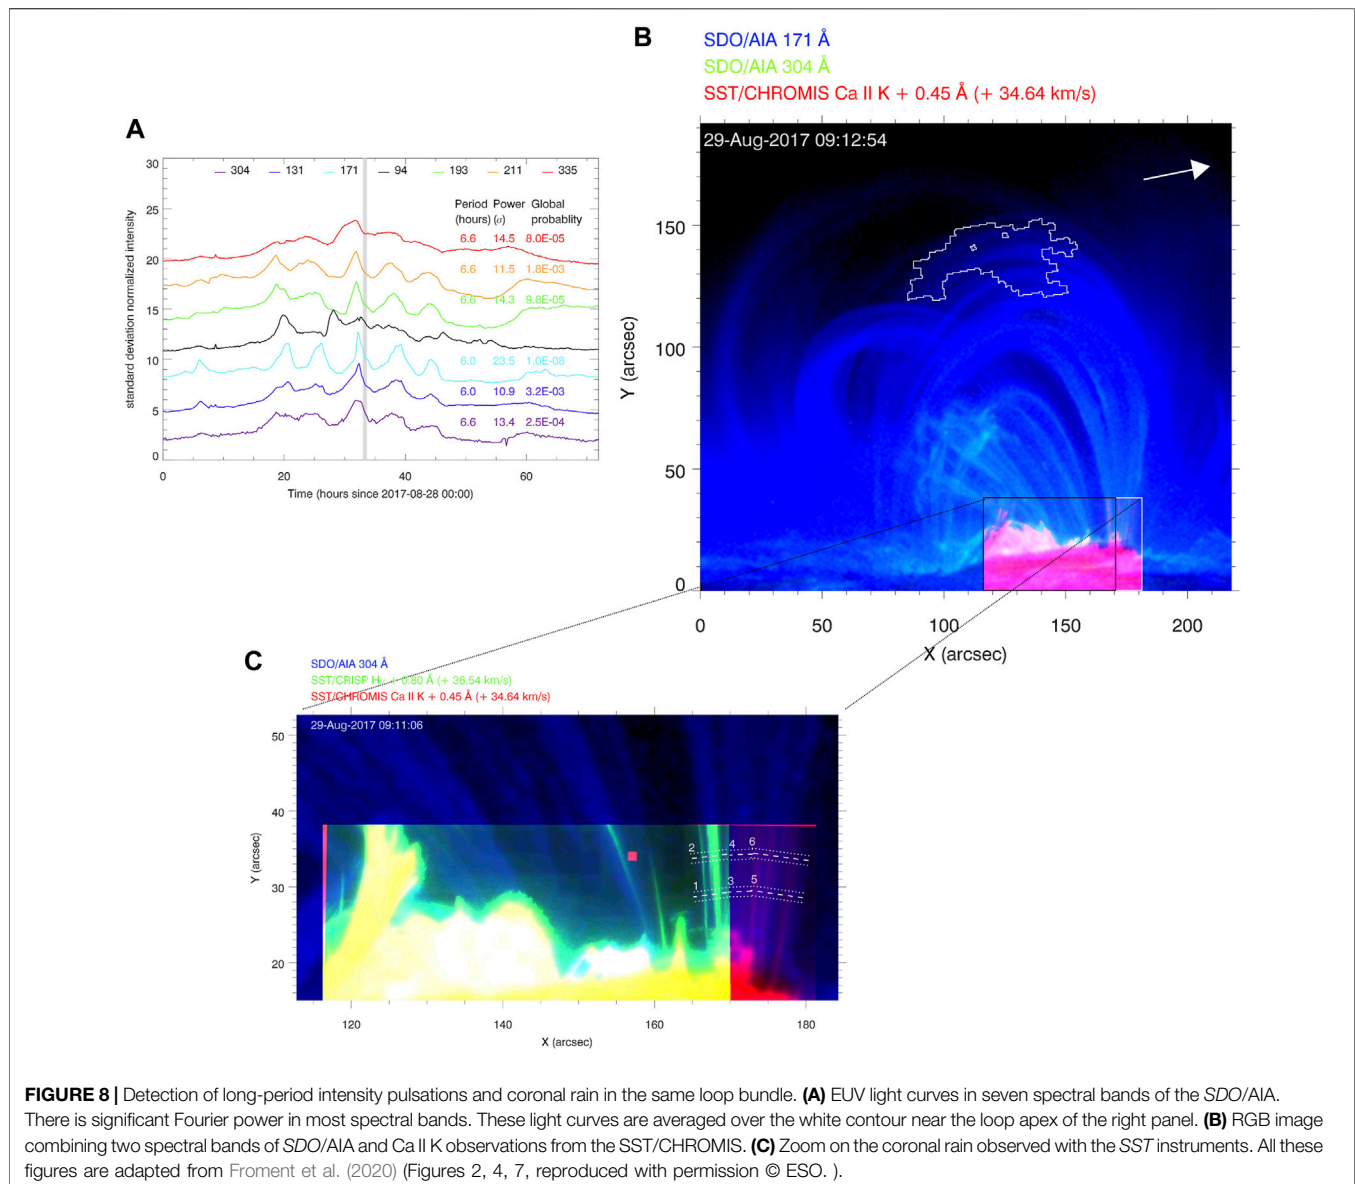 B
SDO/AIA 171 Å
SDO/AIA 304 Å
SST/CHROMIS Ca II K + 0.45 Å (+ 34.64 km/s)
A
30
25
20
15
10
5
0
standard deviation normalized intensity
304 131 171 94 193 211 335
Period Power Global
(hours) (σ) probablity
6.6 14.5 8.0E-05
6.6 11.5 1.8E-03
6.6 14.3 9.8E-05
6.0 23.5 1.0E-08
6.0 10.9 3.2E-03
6.6 13.4 2.5E-04
0 20 40 60
Time (hours since 2017-08-28 00:00)
29-Aug-2017 09:12:54
150
100
50
0
Y (arcsec)
0 50 100 150 200
X (arcsec)
C
SDO/AIA 304 Å
SST/CRISP Hα + 0.80 Å (+ 36.54 km/s)
SST/CHROMIS Ca II K + 0.45 Å (+ 34.64 km/s)
29-Aug-2017 09:11:06
50
40
30
20
Y (arcsec)
2 4 6
1 3 5
120 140 160 180
X (arcsec)
FIGURE 8 | Detection of long-period intensity pulsations and coronal rain in the same loop bundle. (A) EUV light curves in seven spectral bands of the SDO/AIA.
There is significant Fourier power in most spectral bands. These light curves are averaged over the white contour near the loop apex of the right panel. (B) RGB image
combining two spectral bands of SDO/AIA and Ca II K observations from the SST/CHROMIS. (C) Zoom on the coronal rain observed with the SST instruments. All these
figures are adapted from Froment et al. (2020) (Figures 2, 4, 7, reproduced with permission © ESO. ).